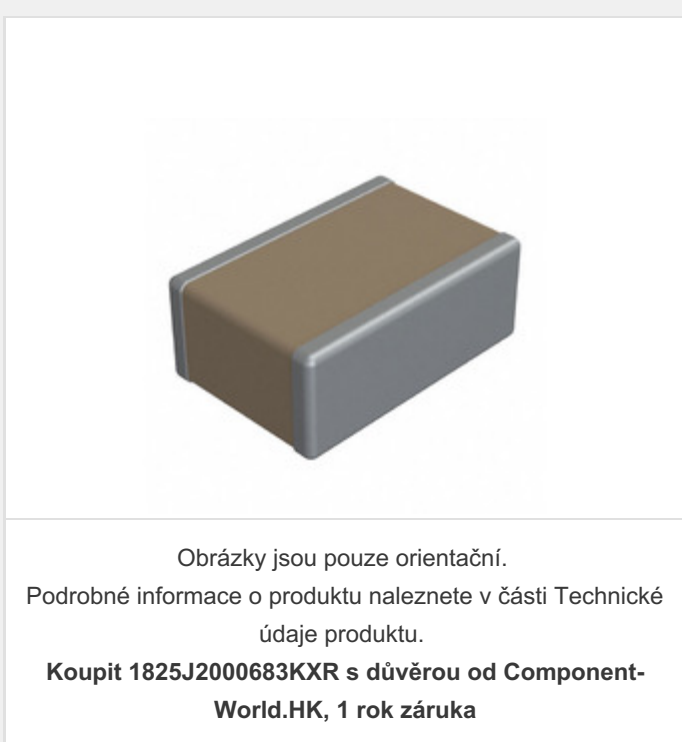 Obrázky jsou pouze orientační.
Podrobné informace o produktu naleznete v části Technické
údaje produktu.
Koupit 1825J2000683KXR s důvěrou od Component-
World.HK, 1 rok záruka